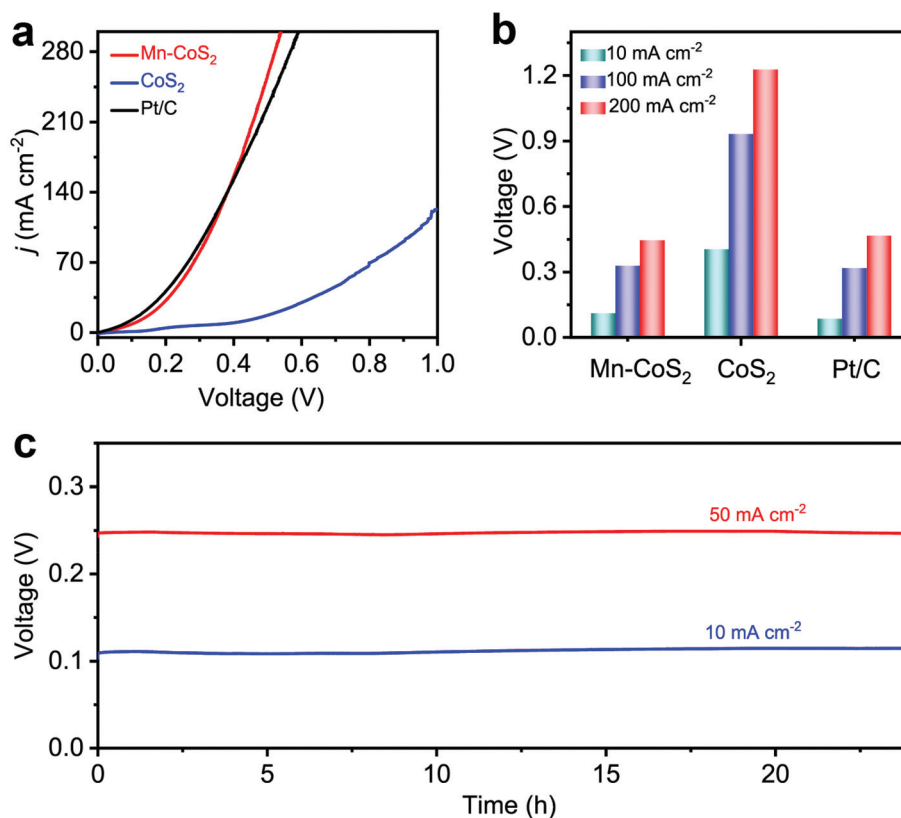 a
280
210
140
70
0
j (mA cm⁻²)
Mn-CoS₂
CoS₂
Pt/C
0.0 0.2 0.4 0.6 0.8 1.0
Voltage (V)
b
1.2
0.9
0.6
0.3
0.0
Voltage (V)
10 mA cm⁻²
100 mA cm⁻²
200 mA cm⁻²
Mn-CoS₂ CoS₂ Pt/C
c
0.3
0.2
0.1
0.0
Voltage (V)
50 mA cm⁻²
10 mA cm⁻²
0 5 10 15 20
Time (h)